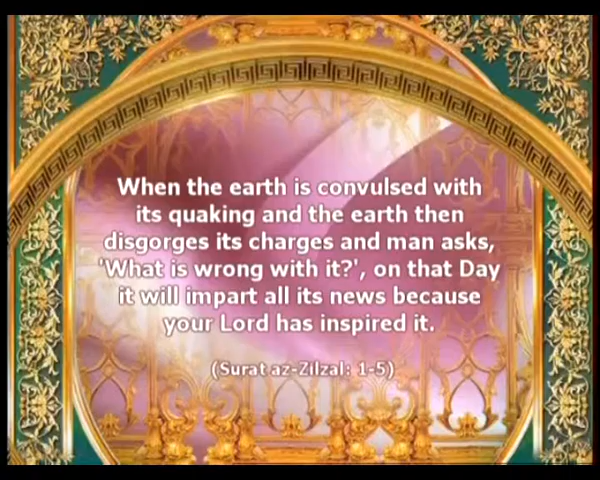 When the earth is convulsed with
its quaking and the earth then
disgorges its charges and man asks,
'What is wrong with it?', on that Day
it will impart all its news because
your Lord has inspired it.
(Surat az-Zilzal: 1-5)